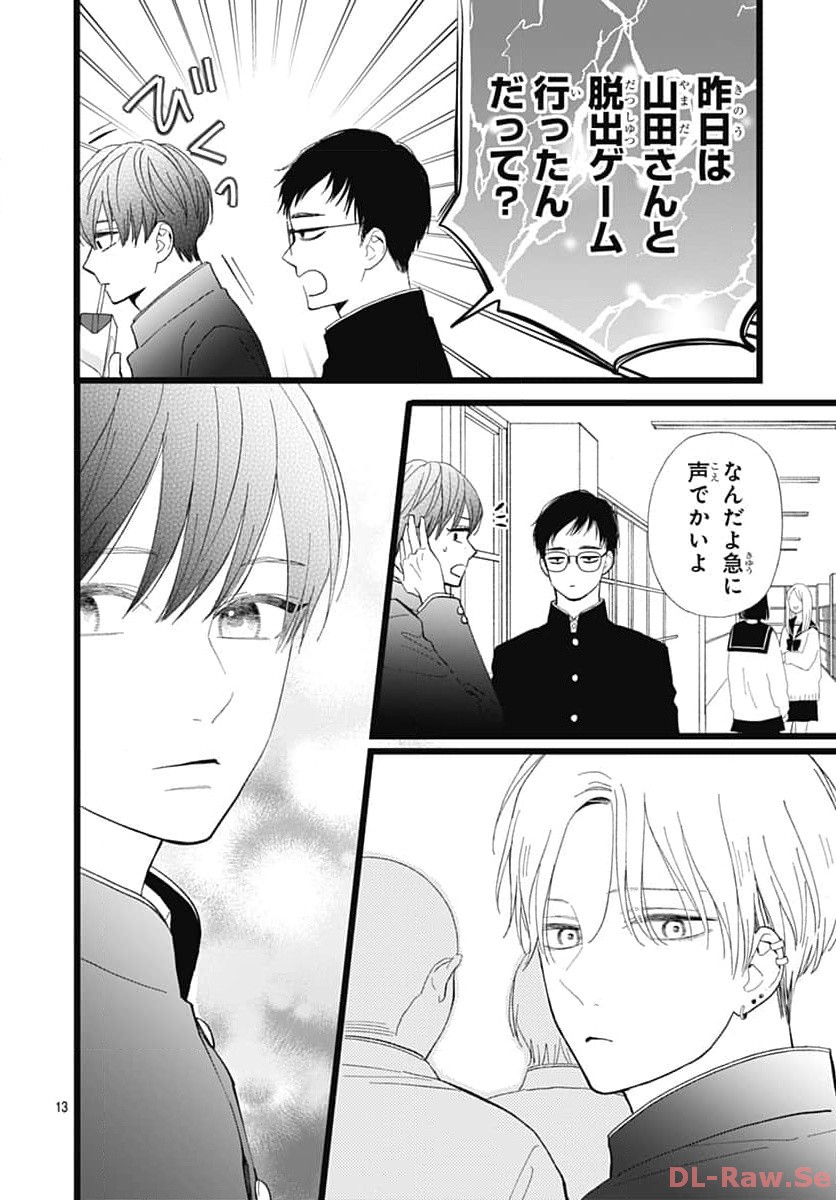 昨日は
山田さんと
脱出ゲーム
行ったん
だって？
びくっ
なんだよ急に
声でかいよ
13
DL-Raw.Se